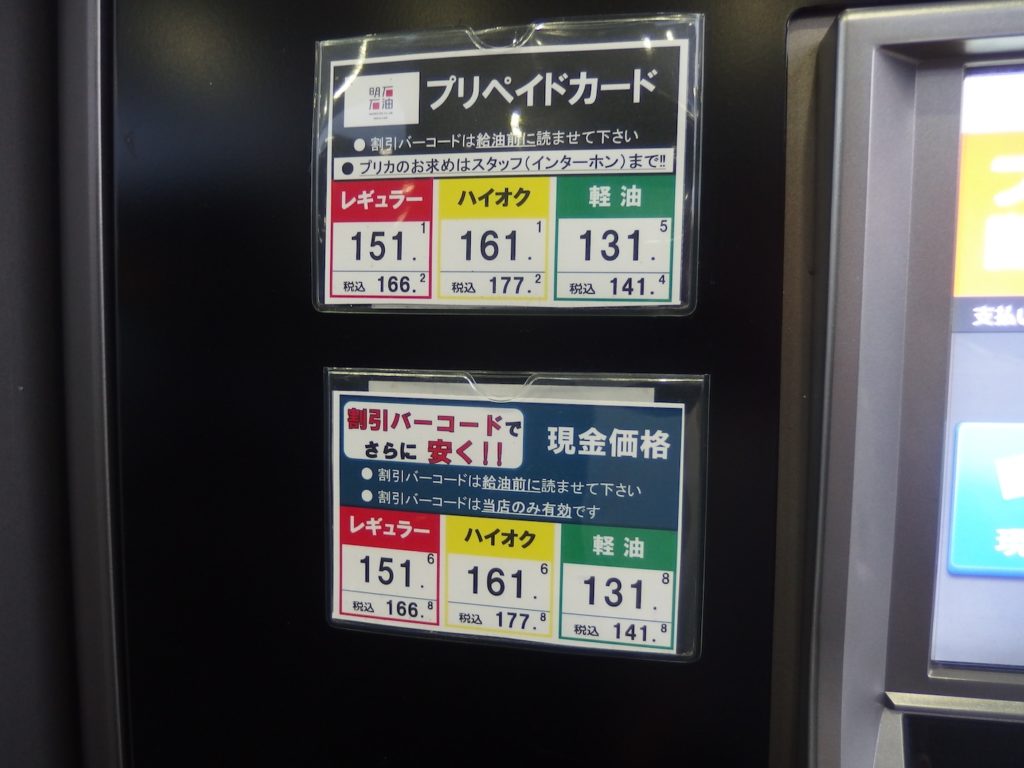 明石
石油
プリペイドカード
● 割引バーコードは給油前に読ませて下さい
● プリカのお求めはスタッフ(インターホン)まで!!
レギュラー ハイオク 軽油
151.1 161.1 131.5
税込 166.2 税込 177.2 税込 141.4
割引バーコードで
さらに 安く!!
現金価格
● 割引バーコードは給油前に読ませて下さい
● 割引バーコードは当店のみ有効です
レギュラー ハイオク 軽油
151.6 161.6 131.8
税込 166.8 税込 177.8 税込 141.8
現